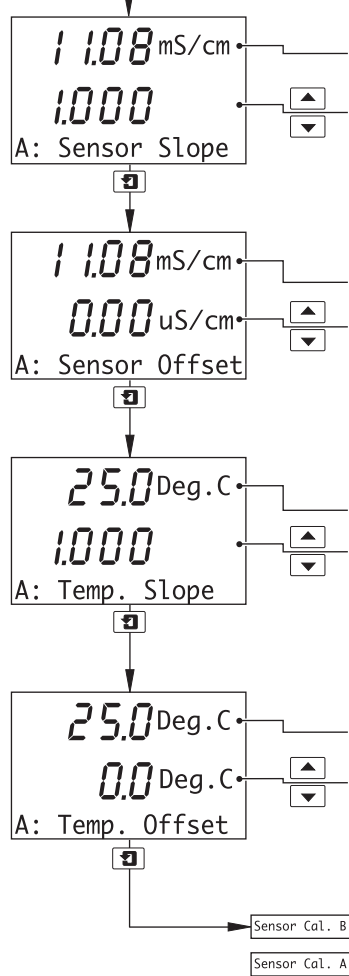 11.08 mS/cm
1.000
A: Sensor Slope
11.08 mS/cm
0.00 uS/cm
A: Sensor Offset
25.0 Deg.C
1.000
A: Temp. Slope
25.0 Deg.C
0.0 Deg.C
A: Temp. Offset
Sensor Cal. B
Sensor Cal. A